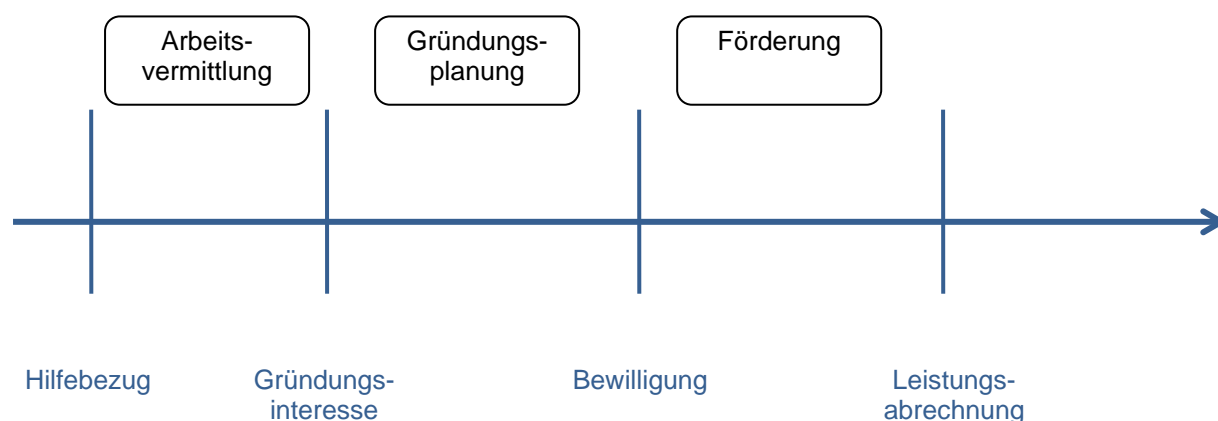 Arbeits-
vermittlung
Gründungs-
planung
Förderung
Hilfebezug
Gründungs-
interesse
Bewilligung
Leistungs-
abrechnung